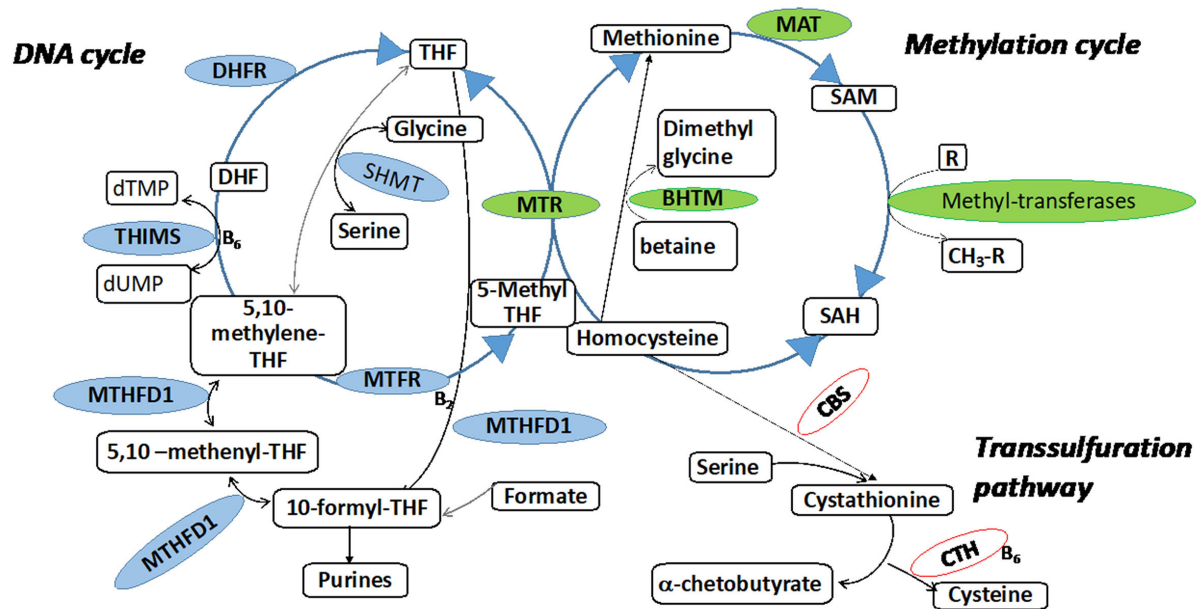 DNA cycle
Methylation cycle
MAT
Methionine
THF
DHFR
SAM
Glycine
Dimethyl
glycine
R
SHMT
DHF
dTMP
MTR
BHTM
Methyl-transferases
Serine
THIMS
B6
betaine
CH3-R
dUMP
5-Methyl
THF
5,10-
methylene-
THF
SAH
Homocysteine
MTFR
B2
MTHFD1
CBS
MTHFD1
5,10 –methenyl-THF
Transsulfuration
pathway
Serine
Cystathionine
10-formyl-THF
Formate
MTHFD1
CTH
B6
Purines
α-chetobutyrate
Cysteine